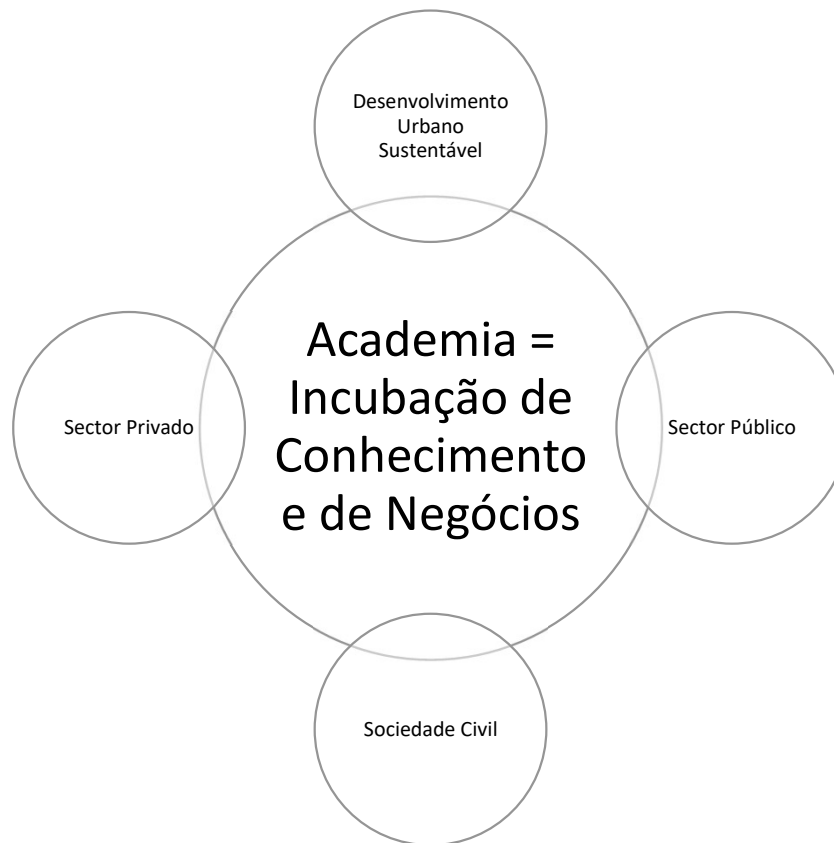 Desenvolvimento
Urbano
Sustentável
Academia =
Incubação de
Conhecimento
e de Negócios
Sector Privado
Sector Público
Sociedade Civil